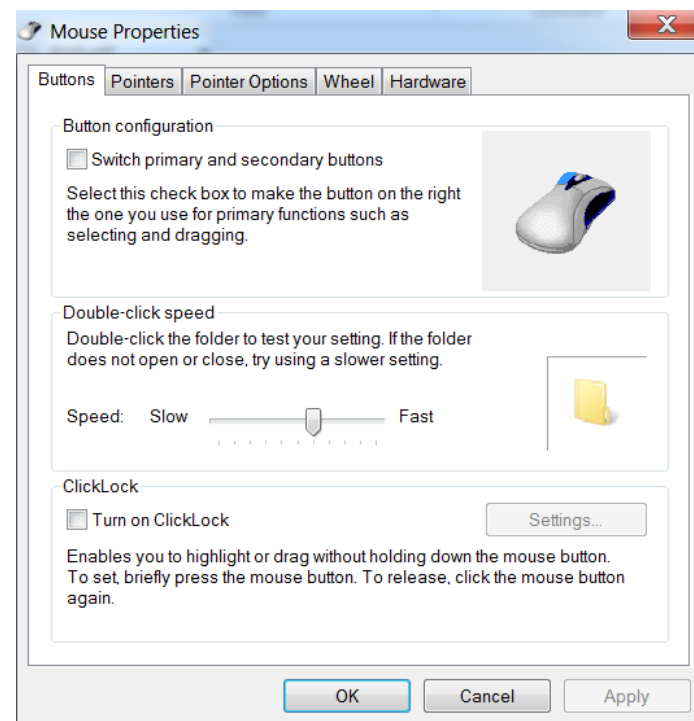 Mouse Properties
Buttons Pointers Pointer Options Wheel Hardware
Button configuration
Switch primary and secondary buttons
Select this check box to make the button on the right
the one you use for primary functions such as
selecting and dragging.
Double-click speed
Double-click the folder to test your setting. If the folder
does not open or close, try using a slower setting.
Speed: Slow Fast
ClickLock
Turn on ClickLock Settings...
Enables you to highlight or drag without holding down the mouse button.
To set, briefly press the mouse button. To release, click the mouse button
again.
OK Cancel Apply